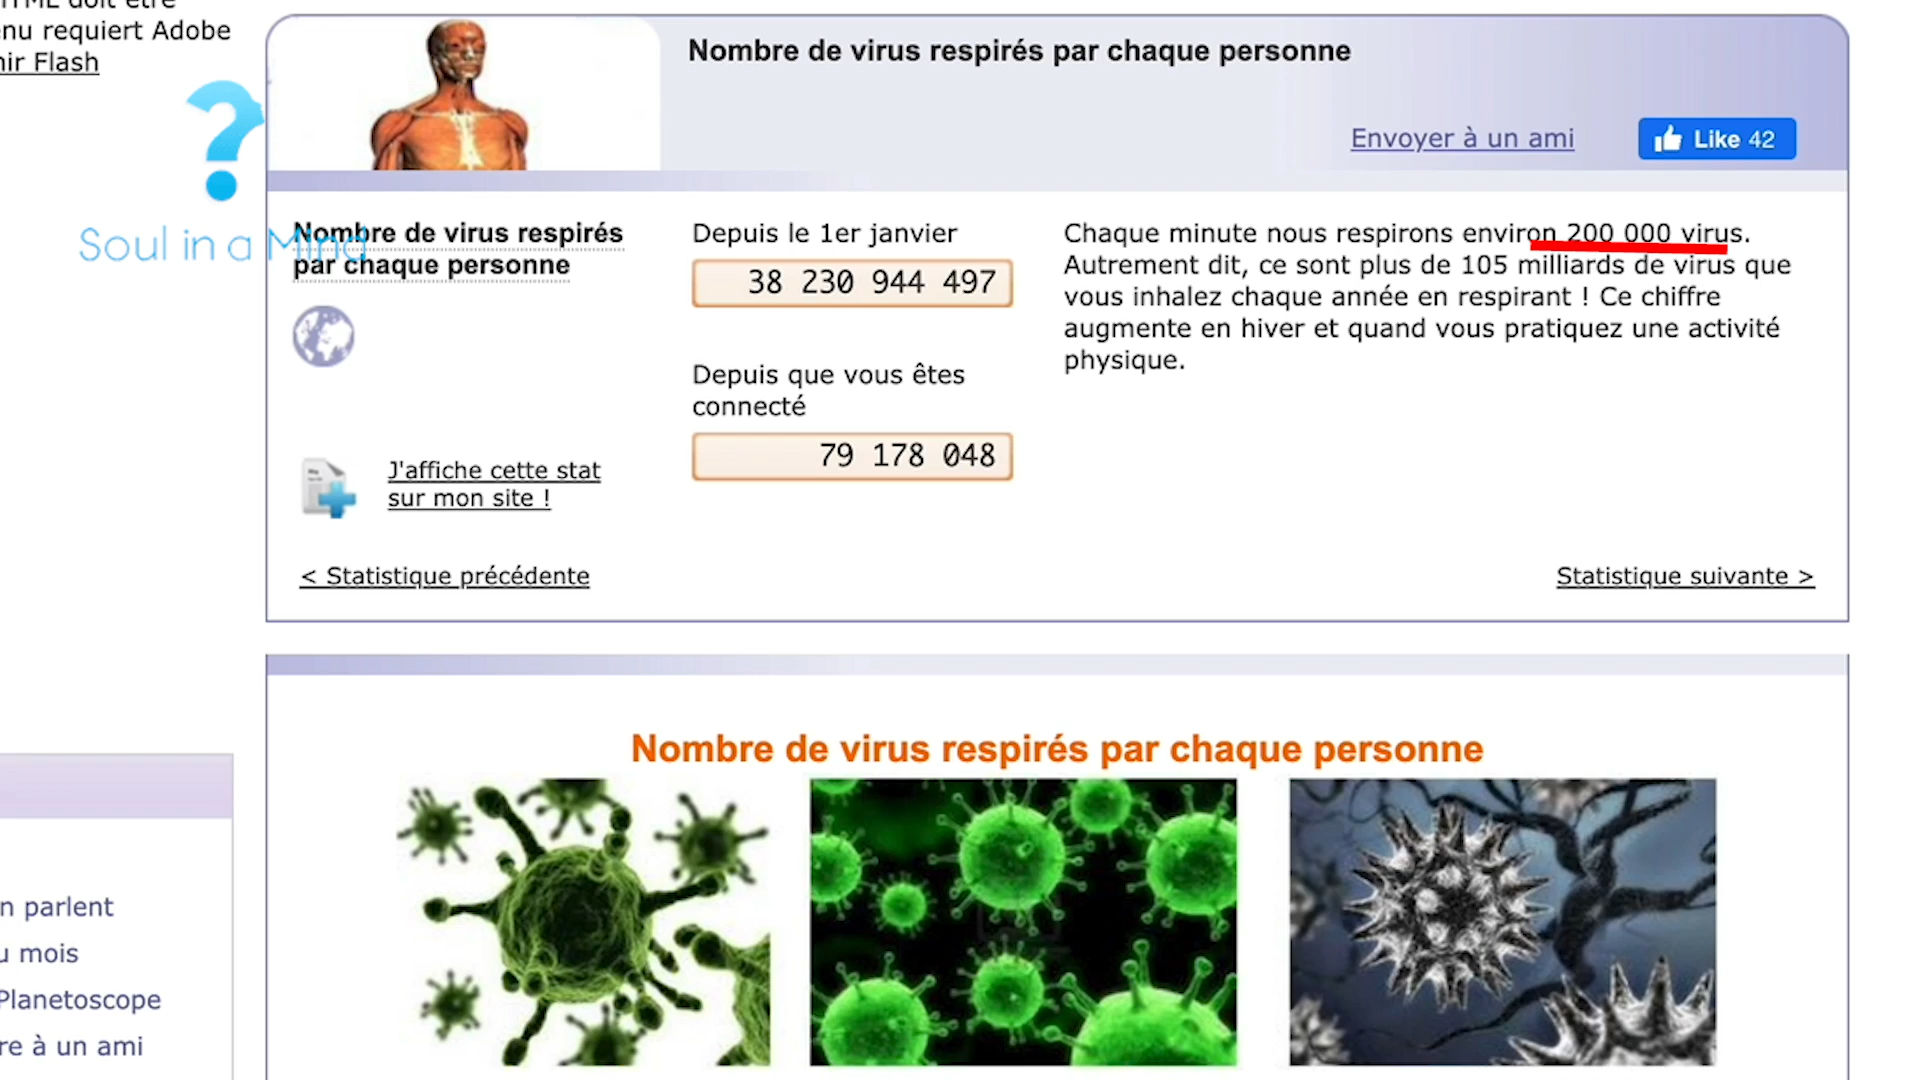 HTML doit être
nu requiert Adobe
nir Flash
Soul in a Mind
Nombre de virus respirés par chaque personne
Envoyer à un ami
Like 42
Nombre de virus respirés
par chaque personne
J'affiche cette stat
sur mon site !
Depuis le 1er janvier
38 230 944 497
Depuis que vous êtes
connecté
79 178 048
Chaque minute nous respirons environ 200 000 virus.
Autrement dit, ce sont plus de 105 milliards de virus que
vous inhalez chaque année en respirant ! Ce chiffre
augmente en hiver et quand vous pratiquez une activité
physique.
< Statistique précédente
Statistique suivante >
Nombre de virus respirés par chaque personne
n parlent
u mois
Planetoscope
re à un ami